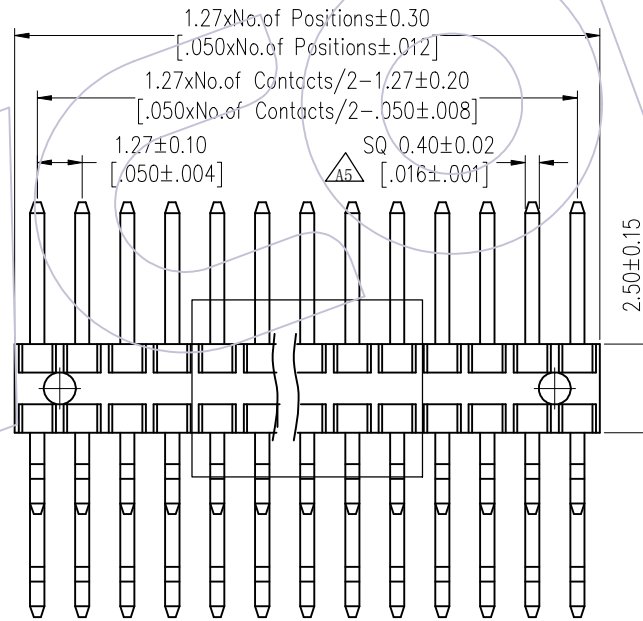 1.27xNo.of Positions±0.30
[.050xNo.of Positions±.012]
1.27xNo.of Contacts/2-1.27±0.20
[.050xNo.of Contacts/2-.050±.008]
1.27±0.10
[.050±.004]
A5
SQ 0.40±0.02
[.016±.001]
2.50±0.15